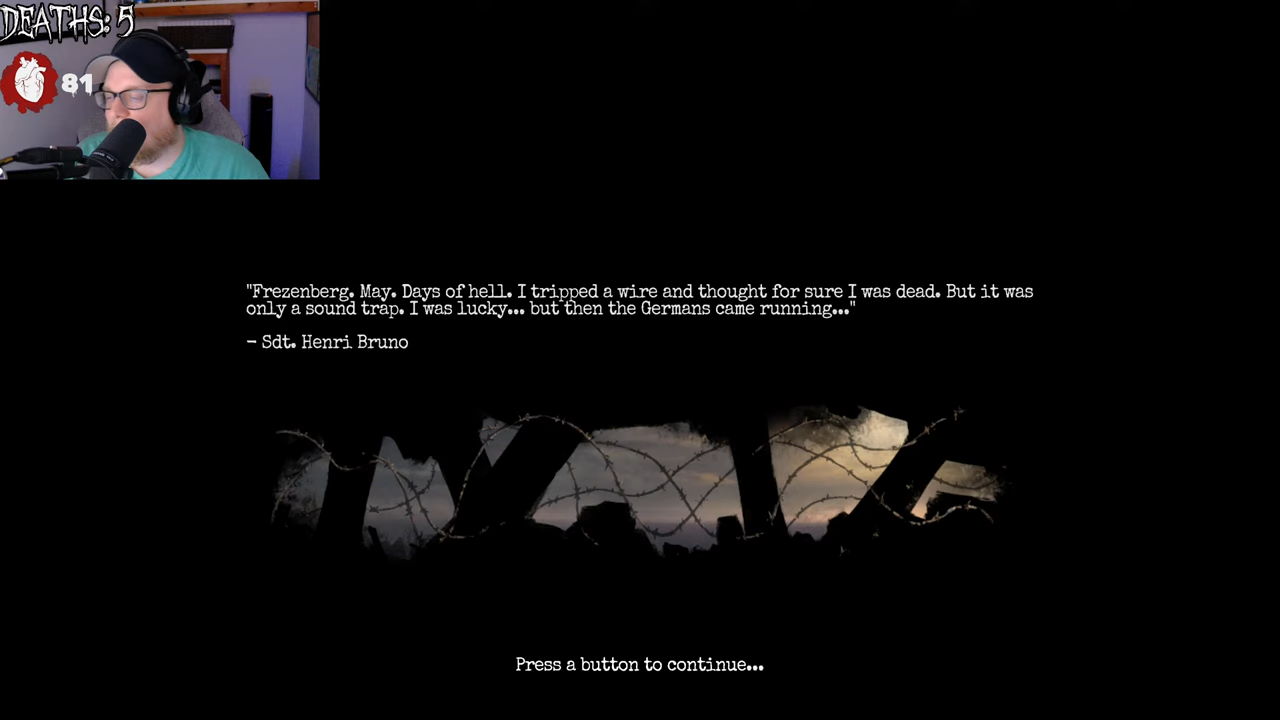 DEATHS: 5
81
"Frezenberg. May. Days of hell. I tripped a wire and thought for sure I was dead. But it was
only a sound trap. I was lucky... but then the Germans came running..."
- Sdt. Henri Bruno
Press a button to continue...